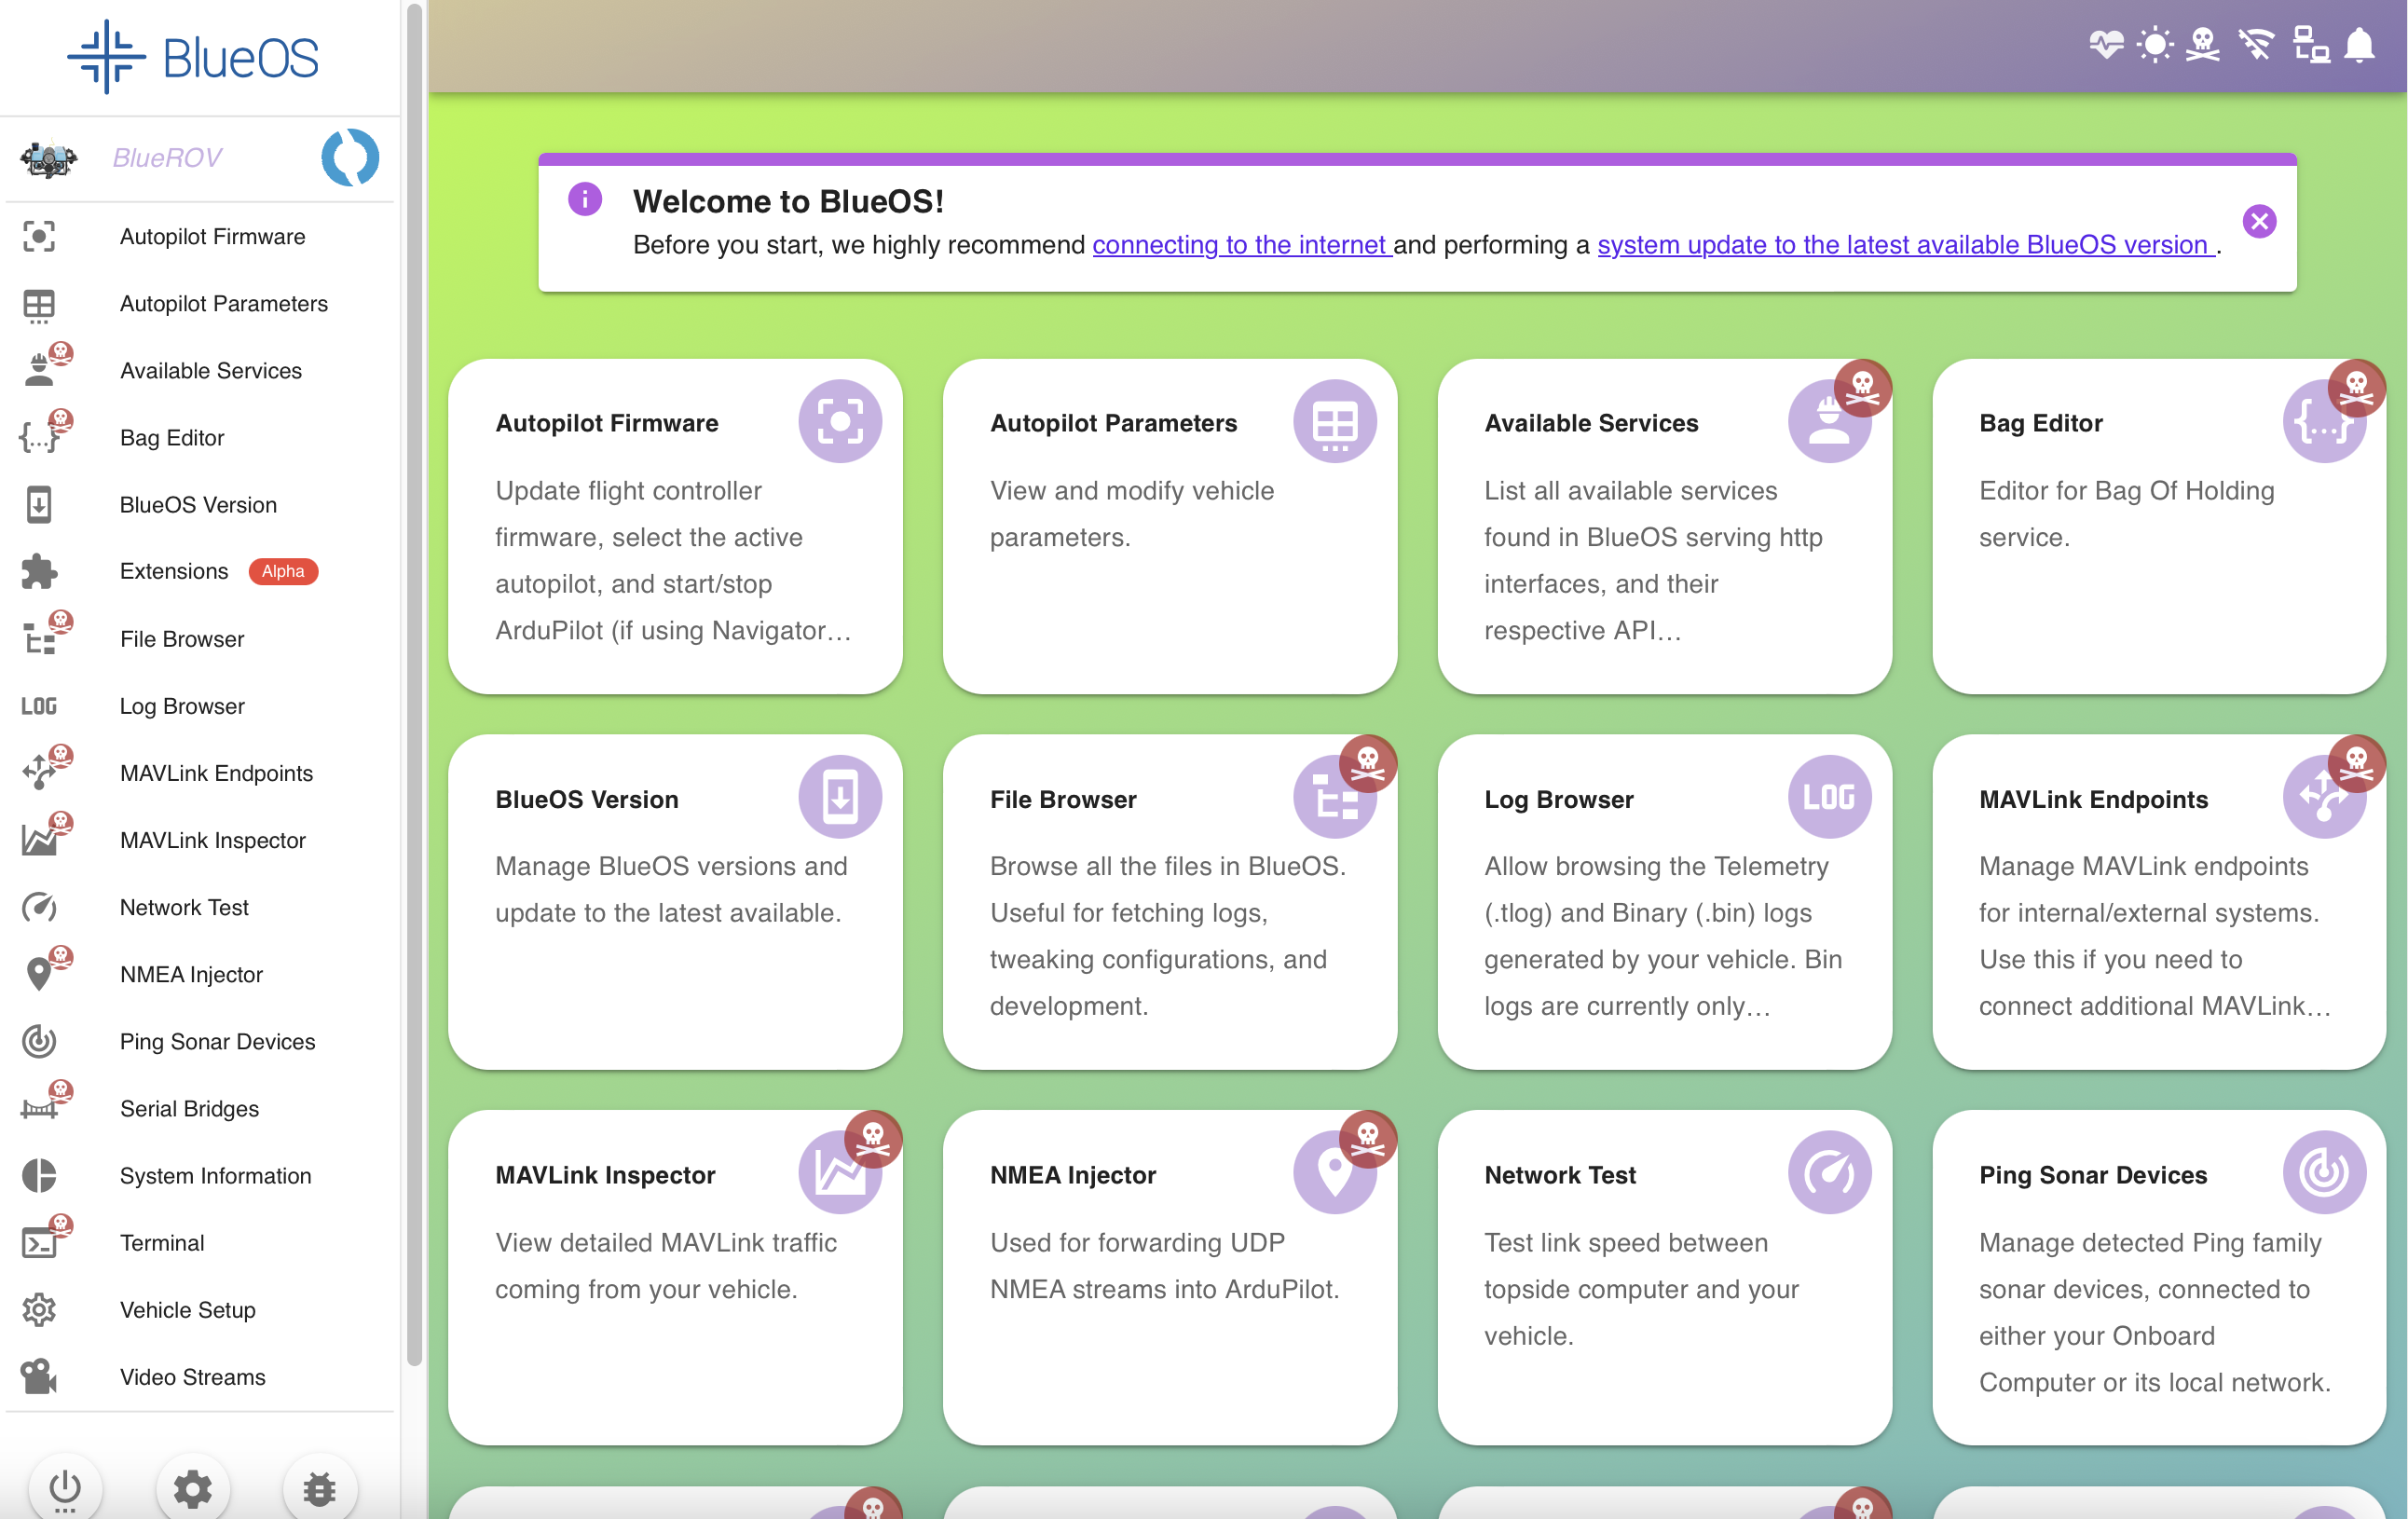 BlueOS
BlueROV
Autopilot Firmware
Autopilot Parameters
Available Services
{...} Bag Editor
BlueOS Version
Extensions Alpha
File Browser
LOG Log Browser
MAVLink Endpoints
MAVLink Inspector
Network Test
NMEA Injector
Ping Sonar Devices
Serial Bridges
System Information
Terminal
Vehicle Setup
Video Streams
Welcome to BlueOS!
Before you start, we highly recommend connecting to the internet and performing a system update to the latest available BlueOS version .
Autopilot Firmware
Update flight controller
firmware, select the active
autopilot, and start/stop
ArduPilot (if using Navigator…
Autopilot Parameters
View and modify vehicle
parameters.
Available Services
List all available services
found in BlueOS serving http
interfaces, and their
respective API…
Bag Editor
{...}
Editor for Bag Of Holding
service.
BlueOS Version
Manage BlueOS versions and
update to the latest available.
File Browser
Browse all the files in BlueOS.
Useful for fetching logs,
tweaking configurations, and
development.
Log Browser
LOG
Allow browsing the Telemetry
(.tlog) and Binary (.bin) logs
generated by your vehicle. Bin
logs are currently only…
MAVLink Endpoints
Manage MAVLink endpoints
for internal/external systems.
Use this if you need to
connect additional MAVLink…
MAVLink Inspector
View detailed MAVLink traffic
coming from your vehicle.
NMEA Injector
Used for forwarding UDP
NMEA streams into ArduPilot.
Network Test
Test link speed between
topside computer and your
vehicle.
Ping Sonar Devices
Manage detected Ping family
sonar devices, connected to
either your Onboard
Computer or its local network.